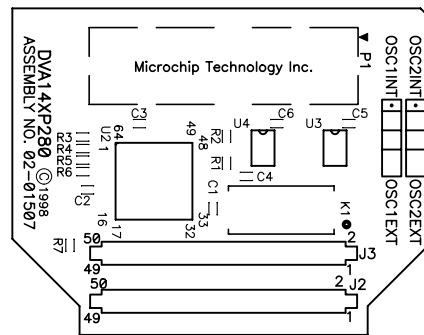 DVA14XP280 ©1998
ASSEMBLY NO. 02-01507
Microchip Technology Inc.
P1
OSC1INT
OSC2INT
OSC1EXT
OSC2EXT
C3
C6
C5
U4
U3
R3
R4
R5
R6
U2
64
1
49
48
R2
R1
C4
C2
C1
16
17
32
33
K1
R7
50
2
J3
49
1
50
2
J2
49
1